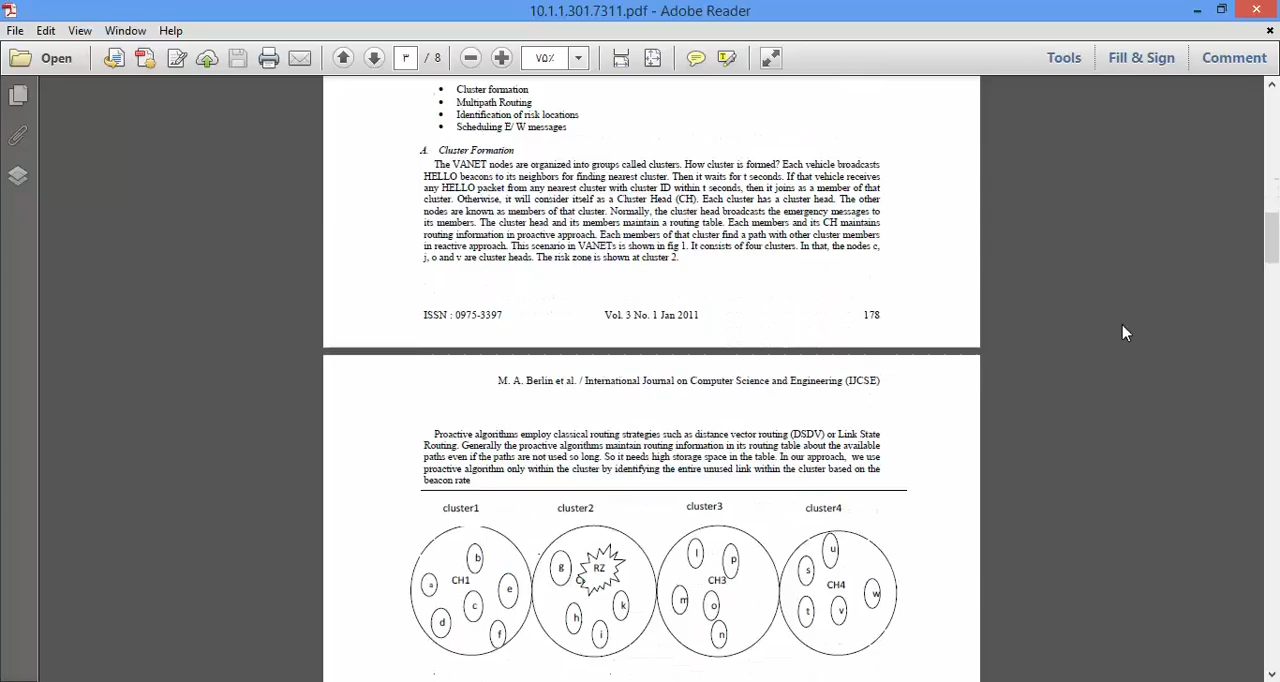 10.1.1.301.7311.pdf - Adobe Reader
File Edit View Window Help
Open ۳ / 8 ۷۵٪ Tools Fill & Sign Comment
• Cluster formation
• Multipath Routing
• Identification of risk locations
• Scheduling E/ W messages
A. Cluster Formation
The VANET nodes are organized into groups called clusters. How cluster is formed? Each vehicle broadcasts
HELLO beacons to its neighbors for finding nearest cluster. Then it waits for t seconds. If that vehicle receives
any HELLO packet from any nearest cluster with cluster ID within t seconds, then it joins as a member of that
cluster. Otherwise, it will consider itself as a Cluster Head (CH). Each cluster has a cluster head. The other
nodes are known as members of that cluster. Normally, the cluster head broadcasts the emergency messages to
its members. The cluster head and its members maintain a routing table. Each members and its CH maintains
routing information in proactive approach. Each members of that cluster find a path with other cluster members
in reactive approach. This scenario in VANETs is shown in fig 1. It consists of four clusters. In that, the nodes c,
j, o and v are cluster heads. The risk zone is shown at cluster 2.
ISSN : 0975-3397 Vol. 3 No. 1 Jan 2011 178
M. A. Berlin et al. / International Journal on Computer Science and Engineering (IJCSE)
Proactive algorithms employ classical routing strategies such as distance vector routing (DSDV) or Link State
Routing. Generally the proactive algorithms maintain routing information in its routing table about the available
paths even if the paths are not used so long. So it needs high storage space in the table. In our approach, we use
proactive algorithm only within the cluster by identifying the entire unused link within the cluster based on the
beacon rate
cluster1 cluster2 cluster3 cluster4
b g RZ l p u s
a CH1 e CH3 CH4 w
c h k m o t v
d f i n